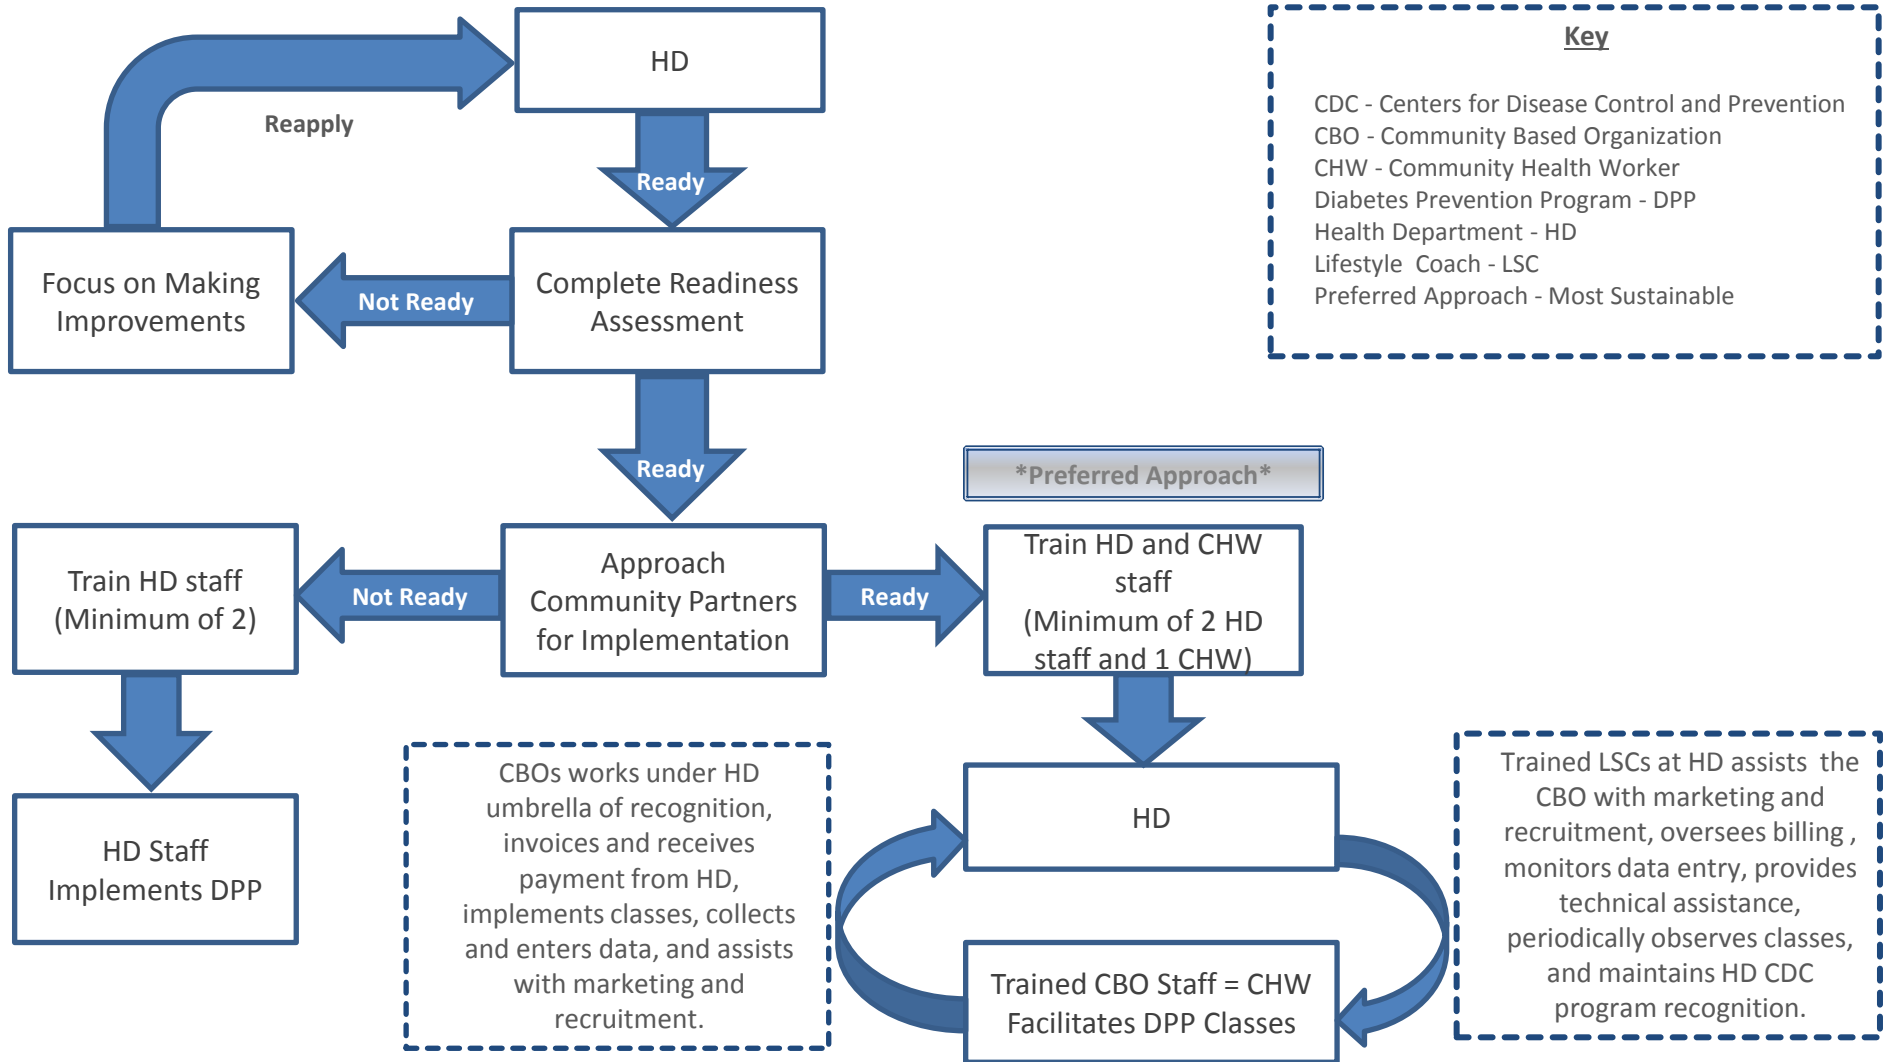 HD
Key
CDC - Centers for Disease Control and Prevention
CBO - Community Based Organization
CHW - Community Health Worker
Diabetes Prevention Program - DPP
Health Department - HD
Lifestyle  Coach - LSC
Preferred Approach - Most Sustainable
Reapply
Ready
Focus on Making
Improvements
Not Ready
Complete Readiness
Assessment
Ready
*Preferred Approach*
Train HD staff
(Minimum of 2)
Not Ready
Approach
Community Partners
for Implementation
Ready
Train HD and CHW
staff
(Minimum of 2 HD
staff and 1 CHW)
HD Staff
Implements DPP
CBOs works under HD
umbrella of recognition,
invoices and receives
payment from HD,
implements classes, collects
and enters data, and assists
with marketing and
recruitment.
HD
Trained CBO Staff = CHW
Facilitates DPP Classes
Trained LSCs at HD assists  the
CBO with marketing and
recruitment, oversees billing ,
monitors data entry, provides
technical assistance,
periodically observes classes,
and maintains HD CDC
program recognition.